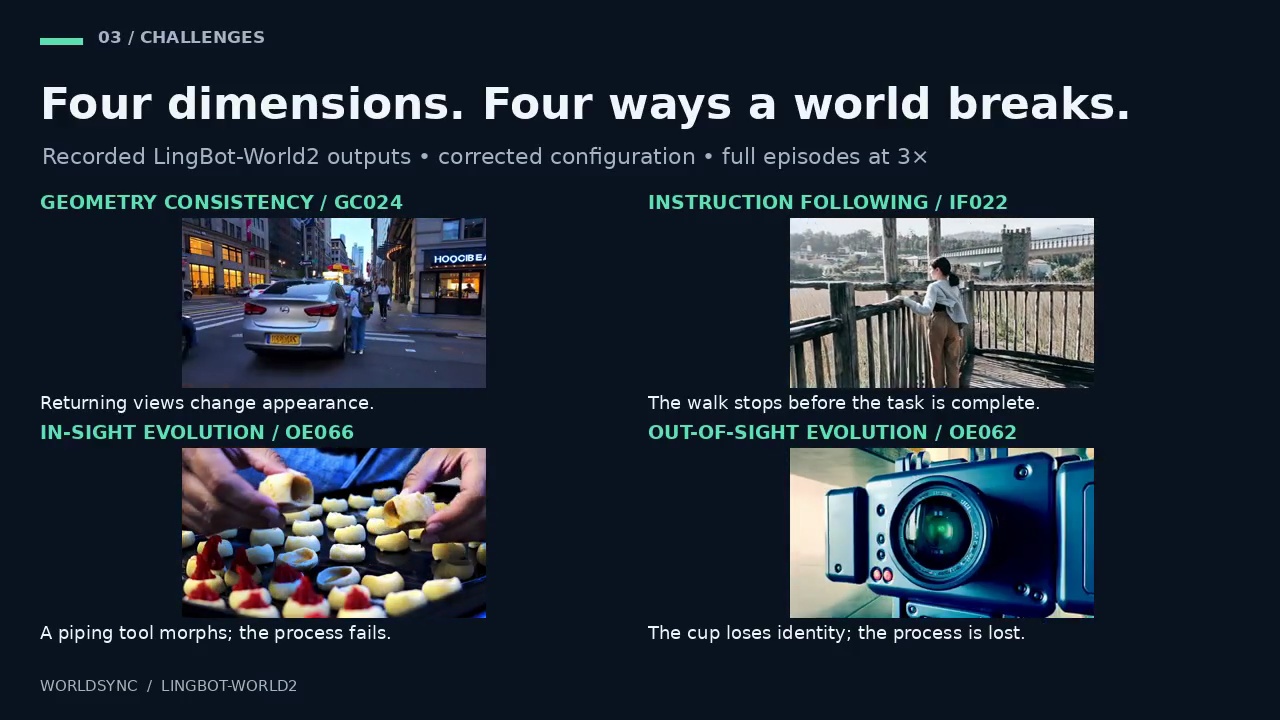 03 / CHALLENGES
Four dimensions. Four ways a world breaks.
Recorded LingBot-World2 outputs • corrected configuration • full episodes at 3×
GEOMETRY CONSISTENCY / GC024
INSTRUCTION FOLLOWING / IF022
HOOCIBEA
Returning views change appearance.
The walk stops before the task is complete.
IN-SIGHT EVOLUTION / OE066
OUT-OF-SIGHT EVOLUTION / OE062
A piping tool morphs; the process fails.
The cup loses identity; the process is lost.
WORLDSYNC / LINGBOT-WORLD2